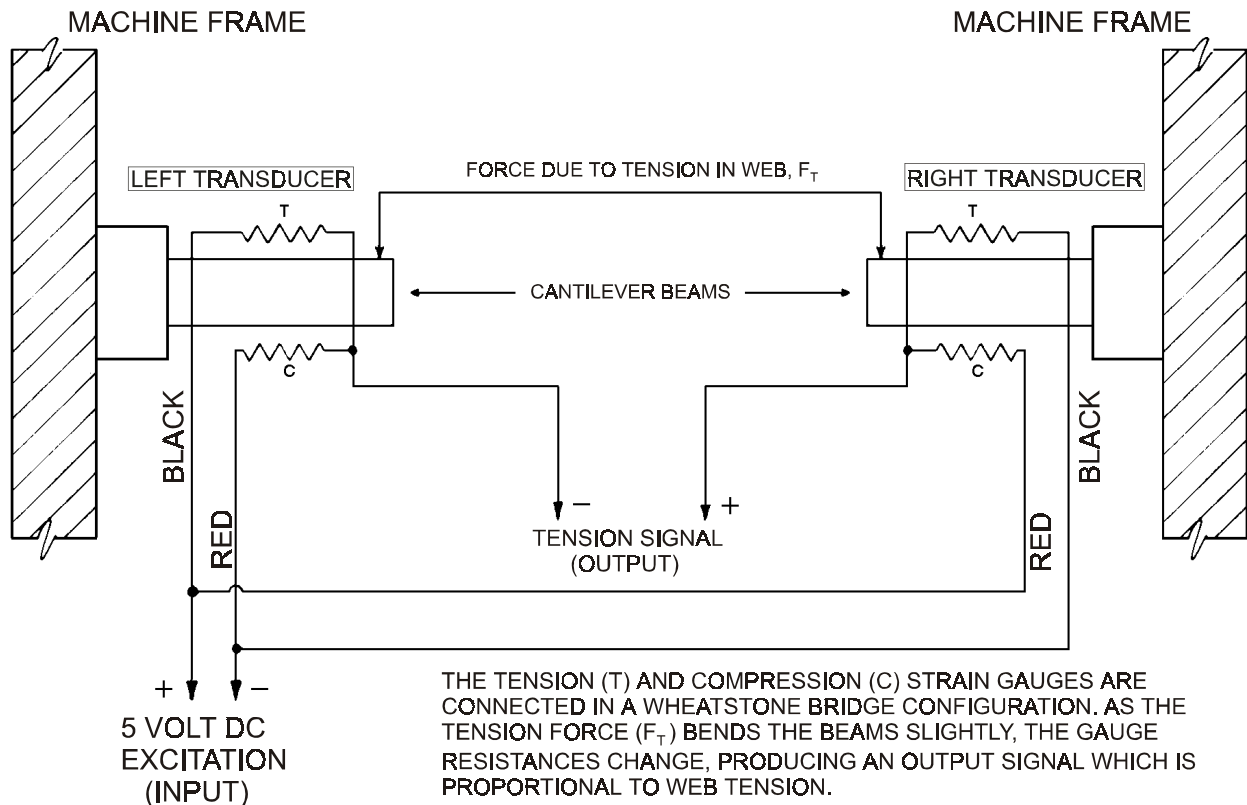 MACHINE FRAME
MACHINE FRAME
LEFT TRANSDUCER
FORCE DUE TO TENSION IN WEB, F_T
RIGHT TRANSDUCER
T
T
CANTILEVER BEAMS
C
C
BLACK
RED
RED
BLACK
−
+
TENSION SIGNAL
(OUTPUT)
+
−
5 VOLT DC
EXCITATION
(INPUT)
THE TENSION (T) AND COMPRESSION (C) STRAIN GAUGES ARE
CONNECTED IN A WHEATSTONE BRIDGE CONFIGURATION. AS THE
TENSION FORCE (F_T) BENDS THE BEAMS SLIGHTLY, THE GAUGE
RESISTANCES CHANGE, PRODUCING AN OUTPUT SIGNAL WHICH IS
PROPORTIONAL TO WEB TENSION.